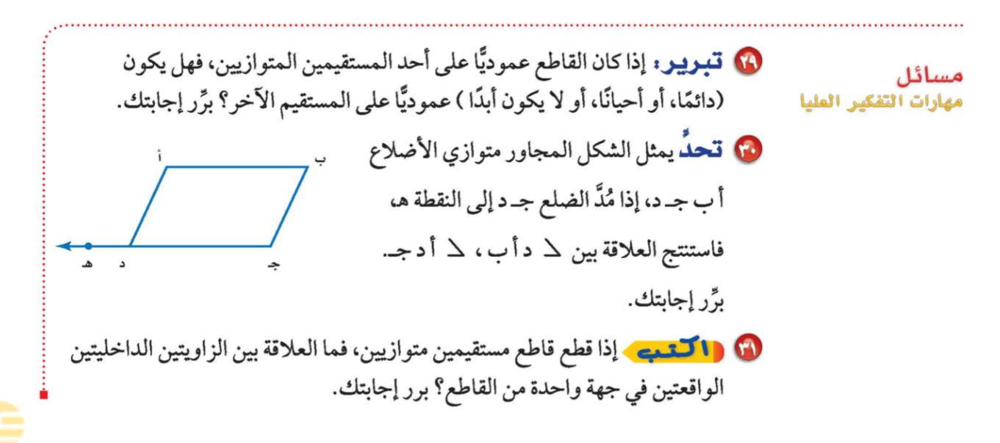 مسائل
مهارات التفكير العليا
٢٩ تبرير: إذا كان القاطع عموديًّا على أحد المستقيمين المتوازيين، فهل يكون
(دائمًا، أو أحيانًا، أو لا يكون أبدًا) عموديًّا على المستقيم الآخر؟ برِّر إجابتك.
٣٠ تحدٍّ يمثل الشكل المجاور متوازي الأضلاع
أ ب جـ د، إذا مُدَّ الضلع جـ د إلى النقطة هـ،
فاستنتج العلاقة بين ∠ د أ ب، ∠ أ د جـ.
برِّر إجابتك.
أ
ب
هـ
د
جـ
٣١ اكتب إذا قطع قاطع مستقيمين متوازيين، فما العلاقة بين الزاويتين الداخليتين
الواقعتين في جهة واحدة من القاطع؟ برر إجابتك.